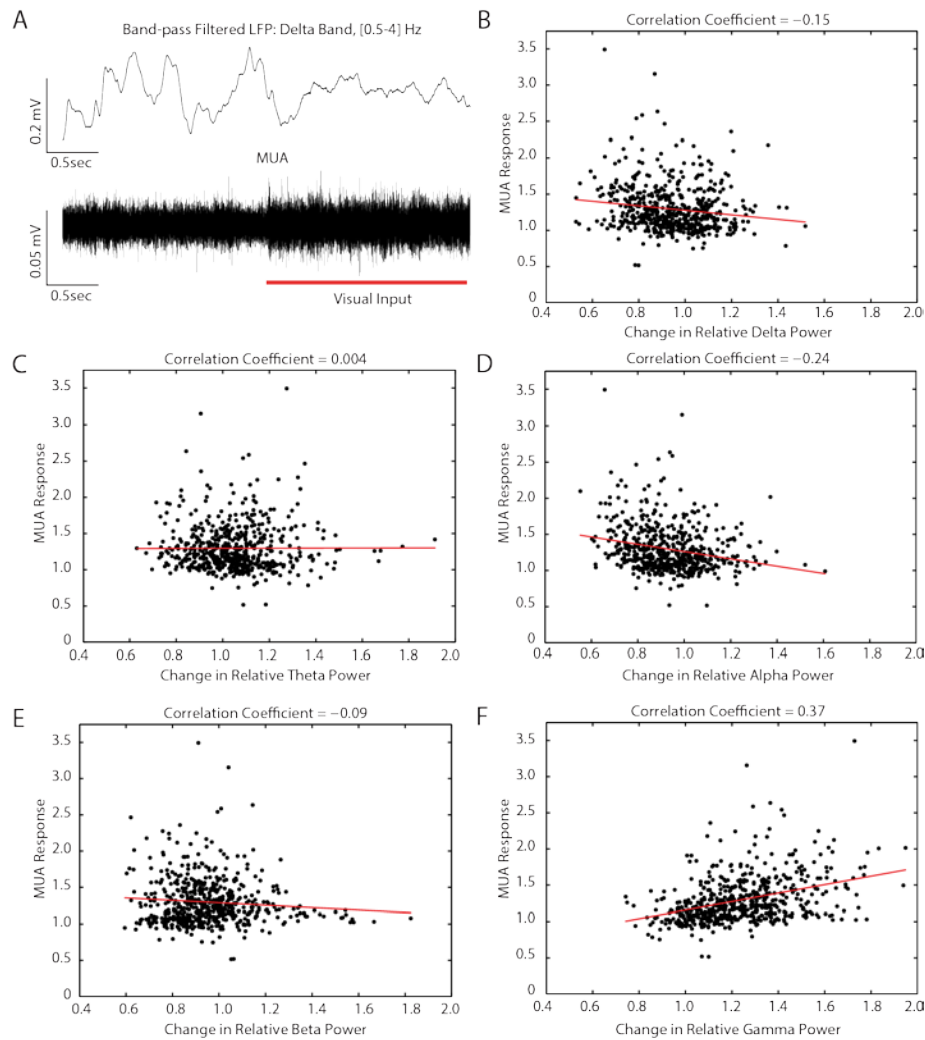 A
Band-pass Filtered LFP: Delta Band, [0.5-4] Hz
0.2 mV
0.5sec
MUA
0.05 mV
0.5sec
Visual Input
B
Correlation Coefficient = −0.15
MUA Response
3.5
3.0
2.5
2.0
1.5
1.0
0.5
0
0.4 0.6 0.8 1.0 1.2 1.4 1.6 1.8 2.0
Change in Relative Delta Power
C
Correlation Coefficient = 0.004
MUA Response
3.5
3.0
2.5
2.0
1.5
1.0
0.5
0
0.4 0.6 0.8 1.0 1.2 1.4 1.6 1.8 2.0
Change in Relative Theta Power
D
Correlation Coefficient = −0.24
MUA Response
3.5
3.0
2.5
2.0
1.5
1.0
0.5
0
0.4 0.6 0.8 1.0 1.2 1.4 1.6 1.8 2.0
Change in Relative Alpha Power
E
Correlation Coefficient = −0.09
MUA Response
3.5
3.0
2.5
2.0
1.5
1.0
0.5
0
0.4 0.6 0.8 1.0 1.2 1.4 1.6 1.8 2.0
Change in Relative Beta Power
F
Correlation Coefficient = 0.37
MUA Response
3.5
3.0
2.5
2.0
1.5
1.0
0.5
0
0.4 0.6 0.8 1.0 1.2 1.4 1.6 1.8 2.0
Change in Relative Gamma Power